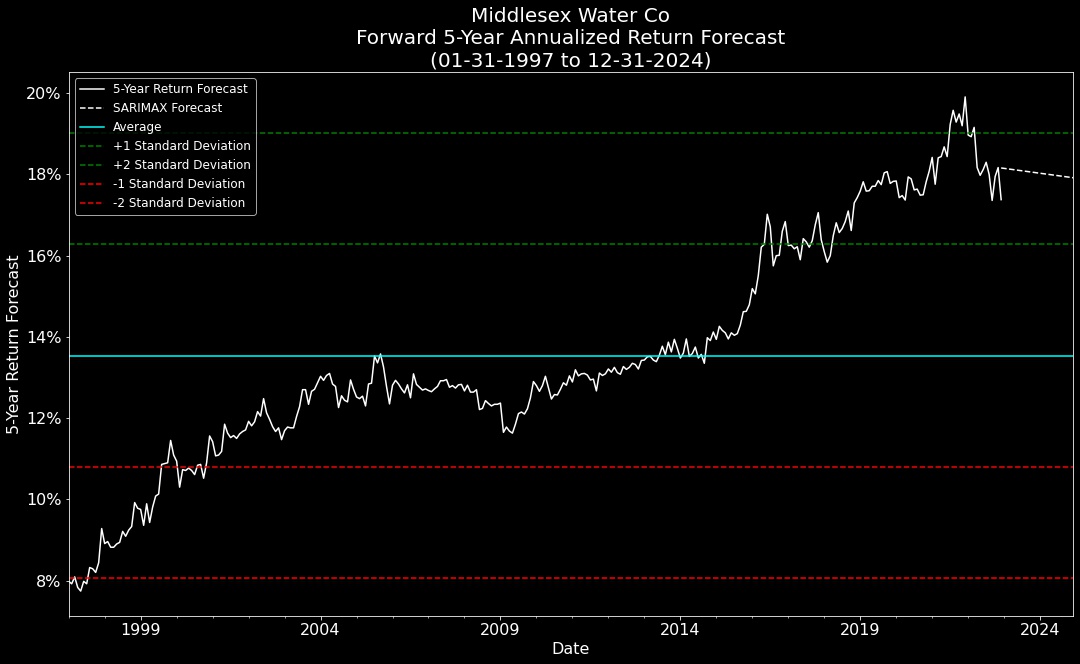 Middlesex Water Co
Forward 5-Year Annualized Return Forecast
(01-31-1997 to 12-31-2024)
5-Year Return Forecast
SARIMAX Forecast
Average
+1 Standard Deviation
+2 Standard Deviation
-1 Standard Deviation
-2 Standard Deviation
20%
18%
16%
14%
12%
10%
8%
5-Year Return Forecast
1999
2004
2009
2014
2019
2024
Date